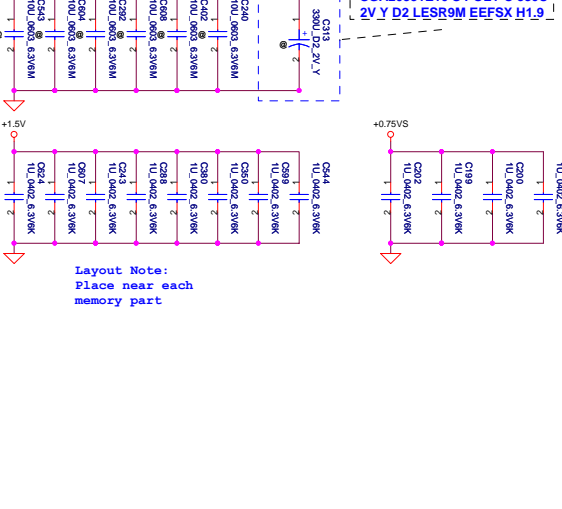 C543
10U_0603_6.3V6M
C604
10U_0603_6.3V6M
C292
10U_0603_6.3V6M
C608
10U_0603_6.3V6M
C402
10U_0603_6.3V6M
C240
10U_0603_6.3V6M
C313
330U_D2_2V_Y
2V Y D2 LESR9M EEFSX H1.9
+1.5V
C624
1U_0402_6.3V6K
C607
1U_0402_6.3V6K
C243
1U_0402_6.3V6K
C288
1U_0402_6.3V6K
C380
1U_0402_6.3V6K
C350
1U_0402_6.3V6K
C599
1U_0402_6.3V6K
C544
1U_0402_6.3V6K
+0.75VS
C202
1U_0402_6.3V6K
C199
1U_0402_6.3V6K
C200
1U_0402_6.3V6K
1U_0402_6.3V6K
Layout Note:
Place near each
memory part